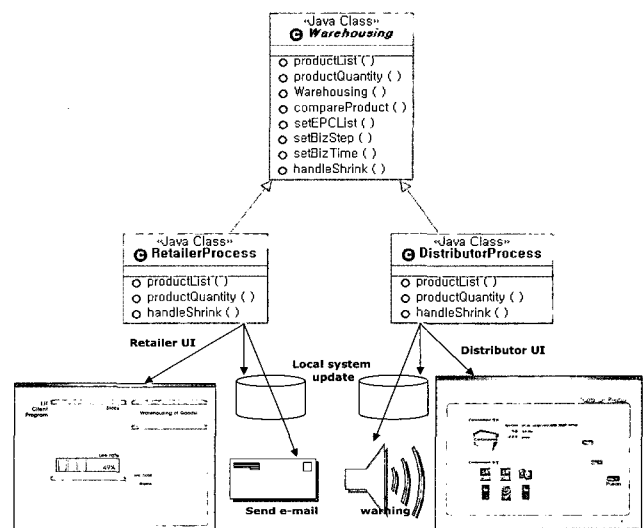 «Java Class»
C Warehousing
productList ( )
productQuantity ( )
Warehousing ( )
compareProduct ( )
setEPCList ( )
setBizStep ( )
setBizTime ( )
handleShrink ( )
«Java Class»
C RetailerProcess
productList ( )
productQuantity ( )
handleShrink ( )
«Java Class»
C DistributorProcess
productList ( )
productQuantity ( )
handleShrink ( )
Retailer UI
Local system
update
Distributor UI
Client
Program
Warehousing of Goods
49%
Send e-mail
warning